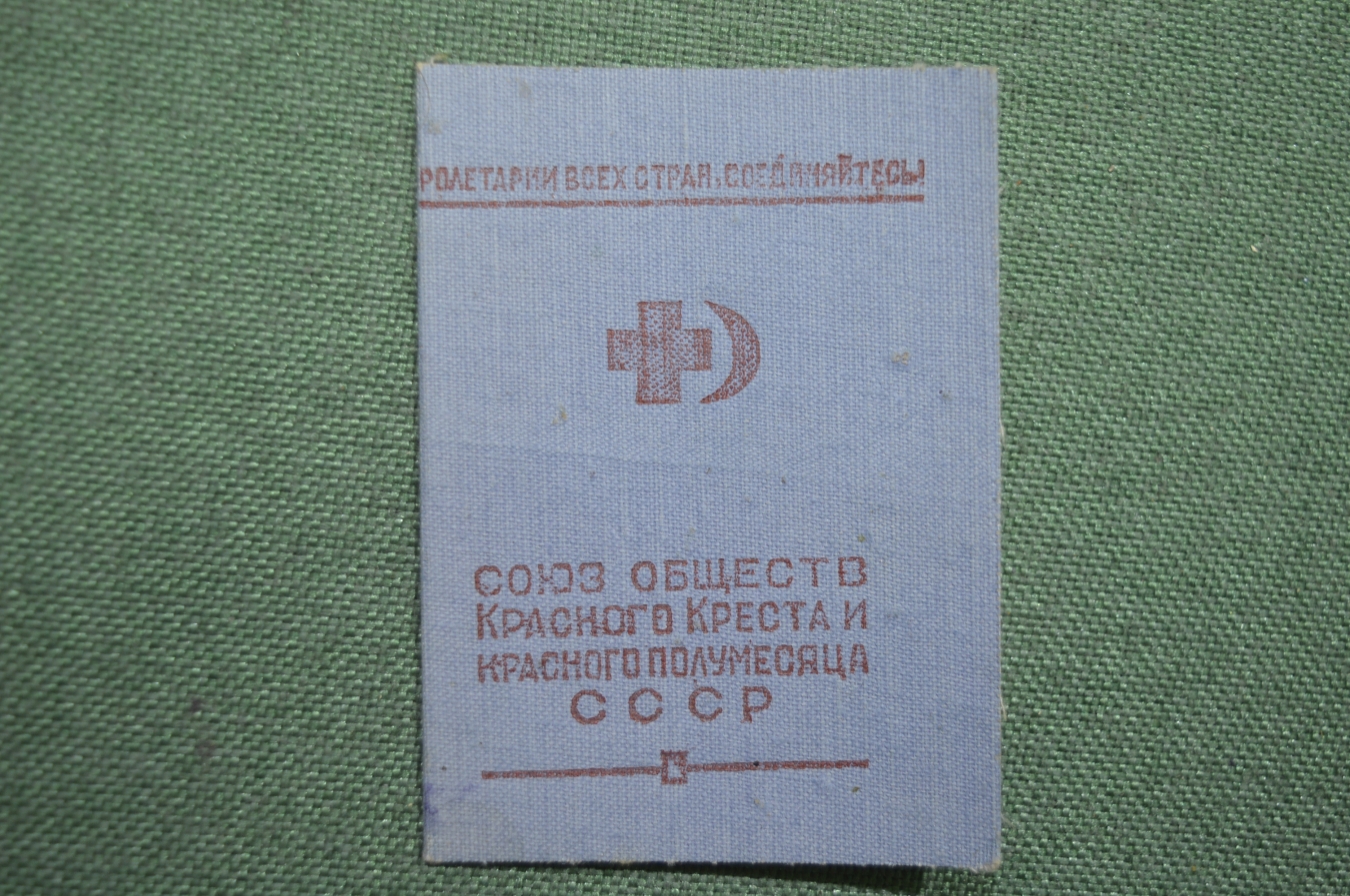 РОЛЕТАРИИ ВСЕХ СТРАН, СОЕДИНЯЙТЕСЬ!
СОЮЗ ОБЩЕСТВ
КРАСНОГО КРЕСТА И
КРАСНОГО ПОЛУМЕСЯЦА
СССР